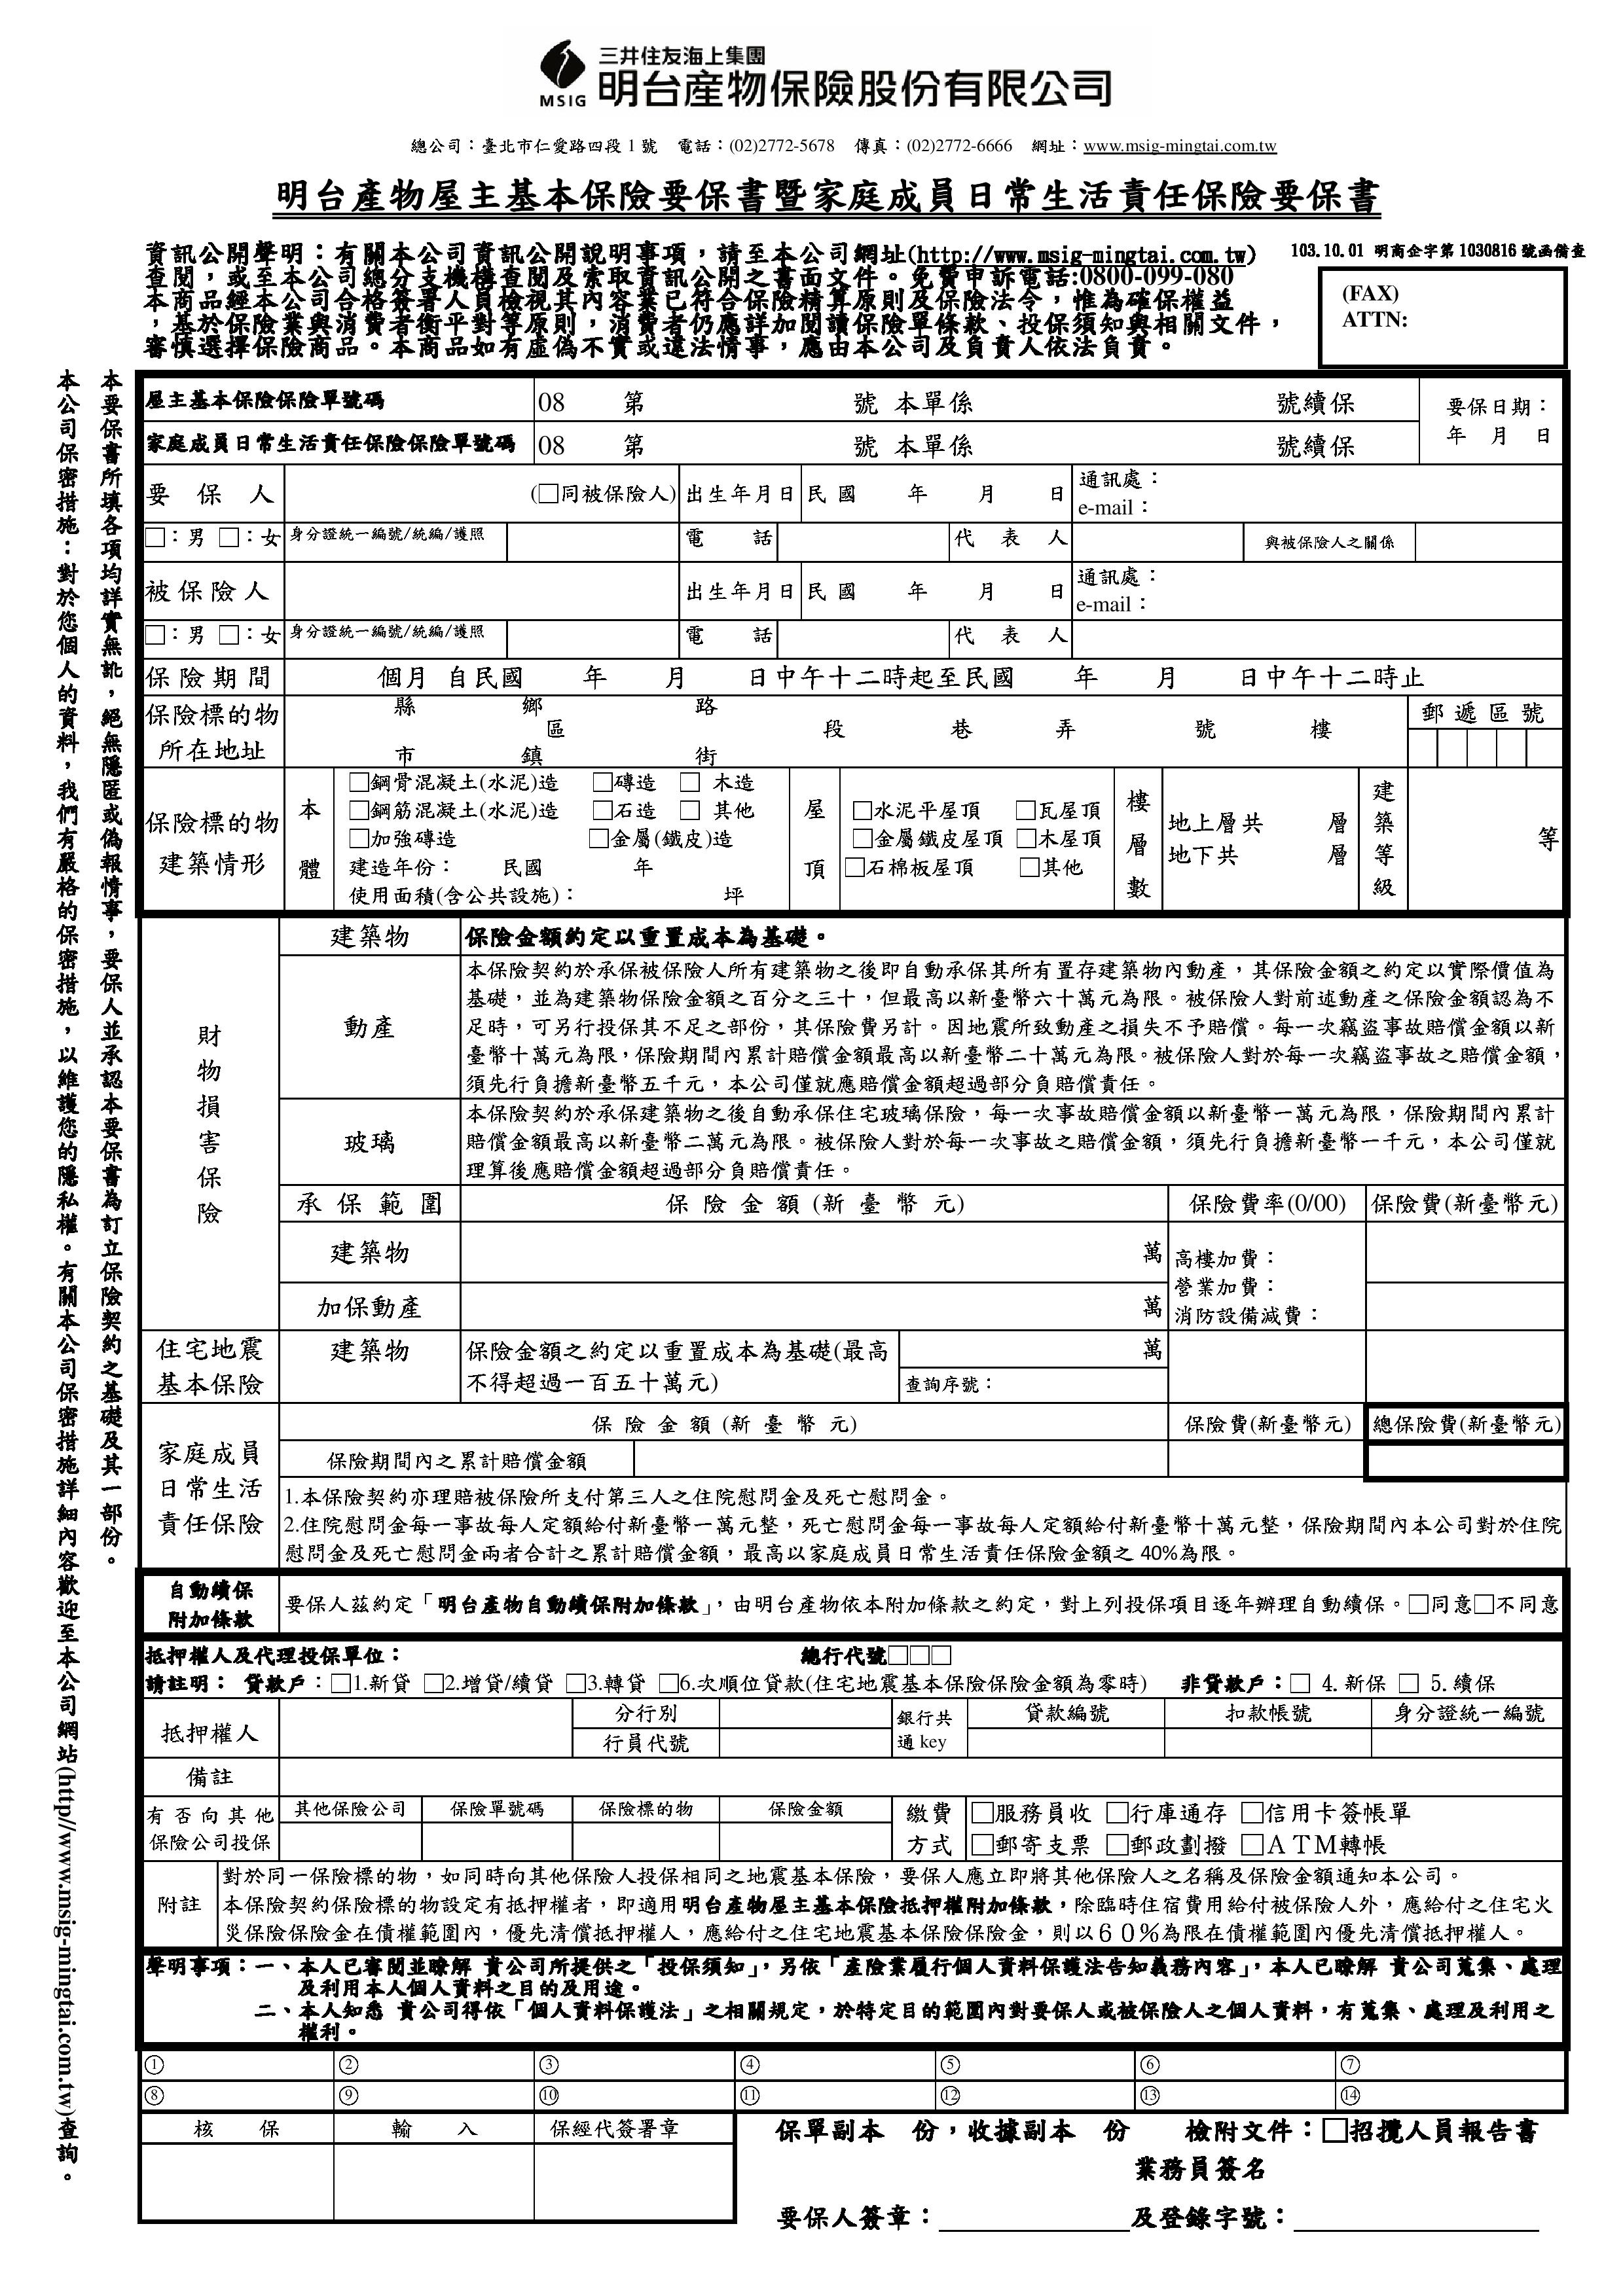 三井住友海上集團
MSIG 明台產物保險股份有限公司
總公司：臺北市仁愛路四段 1 號 電話：(02)2772-5678 傳真：(02)2772-6666 網址：www.msig-mingtai.com.tw
明台產物屋主基本保險要保書暨家庭成員日常生活責任保險要保書
資訊公開聲明：有關本公司資訊公開說明事項，請至本公司網址(http://www.msig-mingtai.com.tw)
查閱，或至本公司總分支機構查閱及索取資訊公開之書面文件。免費申訴電話:0800-099-080
本商品經本公司合格簽署人員檢視其內容業已符合保險精算原則及保險法令，惟為確保權益
，基於保險業與消費者衡平對等原則，消費者仍應詳加閱讀保險單條款、投保須知與相關文件，
審慎選擇保險商品。本商品如有虛偽不實或違法情事，應由本公司及負責人依法負責。
103.10.01 明商企字第 1030816 號函備查
(FAX)
ATTN:
本要保書所填各項均詳實無訛，絕無隱匿或偽報情事，要保人並承認本要保書為訂立保險契約之基礎及其一部份。
本公司保密措施：對於您個人的資料，我們有嚴格的保密措施，以維護您的隱私權。有關本公司保密措施詳細內容歡迎至本公司網站(http//www.msig-mingtai.com.tw)查詢。
屋主基本保險保險單號碼 08 第 號 本單係 號續保
家庭成員日常生活責任保險保險單號碼 08 第 號 本單係 號續保
要保日期：
年 月 日
要 保 人 (□同被保險人) 出生年月日 民 國 年 月 日 通訊處：
e-mail：
□：男 □：女 身分證統一編號/統編/護照 電 話 代 表 人 與被保險人之關係
被 保 險 人 出生年月日 民 國 年 月 日 通訊處：
e-mail：
□：男 □：女 身分證統一編號/統編/護照 電 話 代 表 人
保 險 期 間 個月 自民國 年 月 日中午十二時起至民國 年 月 日中午十二時止
保險標的物
所在地址
縣 鄉 路
區 段 巷 弄 號 樓
市 鎮 街
郵 遞 區 號
保險標的物
建築情形
本
體
□鋼骨混凝土(水泥)造 □磚造 □ 木造
□鋼筋混凝土(水泥)造 □石造 □ 其他
□加強磚造 □金屬(鐵皮)造
建造年份： 民國 年
使用面積(含公共設施)： 坪
屋
頂
□水泥平屋頂 □瓦屋頂
□金屬鐵皮屋頂 □木屋頂
□石棉板屋頂 □其他
樓
層
數
地上層共 層
地下共 層
建
築
等
級
等
財
物
損
害
保
險
建築物 保險金額約定以重置成本為基礎。
動產
本保險契約於承保被保險人所有建築物之後即自動承保其所有置存建築物內動產，其保險金額之約定以實際價值為
基礎，並為建築物保險金額之百分之三十，但最高以新臺幣六十萬元為限。被保險人對前述動產之保險金額認為不
足時，可另行投保其不足之部份，其保險費另計。因地震所致動產之損失不予賠償。每一次竊盜事故賠償金額以新
臺幣十萬元為限，保險期間內累計賠償金額最高以新臺幣二十萬元為限。被保險人對於每一次竊盜事故之賠償金額，
須先行負擔新臺幣五千元，本公司僅就應賠償金額超過部分負賠償責任。
玻璃
本保險契約於承保建築物之後自動承保住宅玻璃保險，每一次事故賠償金額以新臺幣一萬元為限，保險期間內累計
賠償金額最高以新臺幣二萬元為限。被保險人對於每一次事故之賠償金額，須先行負擔新臺幣一千元，本公司僅就
理算後應賠償金額超過部分負賠償責任。
承 保 範 圍 保 險 金 額 (新 臺 幣 元) 保險費率(0/00) 保險費(新臺幣元)
建築物 萬
加保動產 萬
高樓加費：
營業加費：
消防設備減費：
住宅地震
基本保險
建築物
保險金額之約定以重置成本為基礎(最高
不得超過一百五十萬元)
萬
查詢序號：
家庭成員
日常生活
責任保險
保 險 金 額 (新 臺 幣 元) 保險費(新臺幣元) 總保險費(新臺幣元)
保險期間內之累計賠償金額
1.本保險契約亦理賠被保險所支付第三人之住院慰問金及死亡慰問金。
2.住院慰問金每一事故每人定額給付新臺幣一萬元整，死亡慰問金每一事故每人定額給付新臺幣十萬元整，保險期間內本公司對於住院
慰問金及死亡慰問金兩者合計之累計賠償金額，最高以家庭成員日常生活責任保險金額之 40%為限。
自動續保
附加條款
要保人茲約定「明台產物自動續保附加條款」，由明台產物依本附加條款之約定，對上列投保項目逐年辦理自動續保。□同意□不同意
抵押權人及代理投保單位： 總行代號□□□
請註明： 貸款戶：□1.新貸 □2.增貸/續貸 □3.轉貸 □6.次順位貸款(住宅地震基本保險保險金額為零時) 非貸款戶：□ 4. 新保 □ 5. 續保
抵押權人 分行別 銀行共 貸款編號 扣款帳號 身分證統一編號
行員代號 通 key
備註
有 否 向 其 他
保險公司投保
其他保險公司 保險單號碼 保險標的物 保險金額
繳費
方式
□服務員收 □行庫通存 □信用卡簽帳單
□郵寄支票 □郵政劃撥 □ＡＴＭ轉帳
附註
對於同一保險標的物，如同時向其他保險人投保相同之地震基本保險，要保人應立即將其他保險人之名稱及保險金額通知本公司。
本保險契約保險標的物設定有抵押權者，即適用明台產物屋主基本保險抵押權附加條款，除臨時住宿費用給付被保險人外，應給付之住宅火
災保險保險金在債權範圍內，優先清償抵押權人，應給付之住宅地震基本保險保險金，則以６０%為限在債權範圍內優先清償抵押權人。
聲明事項：一、本人已審閱並瞭解 貴公司所提供之「投保須知」，另依「產險業履行個人資料保護法告知義務內容」，本人已瞭解 貴公司蒐集、處理
及利用本人個人資料之目的及用途。
二、本人知悉 貴公司得依「個人資料保護法」之相關規定，於特定目的範圍內對要保人或被保險人之個人資料，有蒐集、處理及利用之
權利。
① ② ③ ④ ⑤ ⑥ ⑦
⑧ ⑨ ⑩ ⑪ ⑫ ⑬ ⑭
核 保 輸 入 保經代簽署章
保單副本 份，收據副本 份 檢附文件：□招攬人員報告書
業務員簽名
要保人簽章： 及登錄字號：